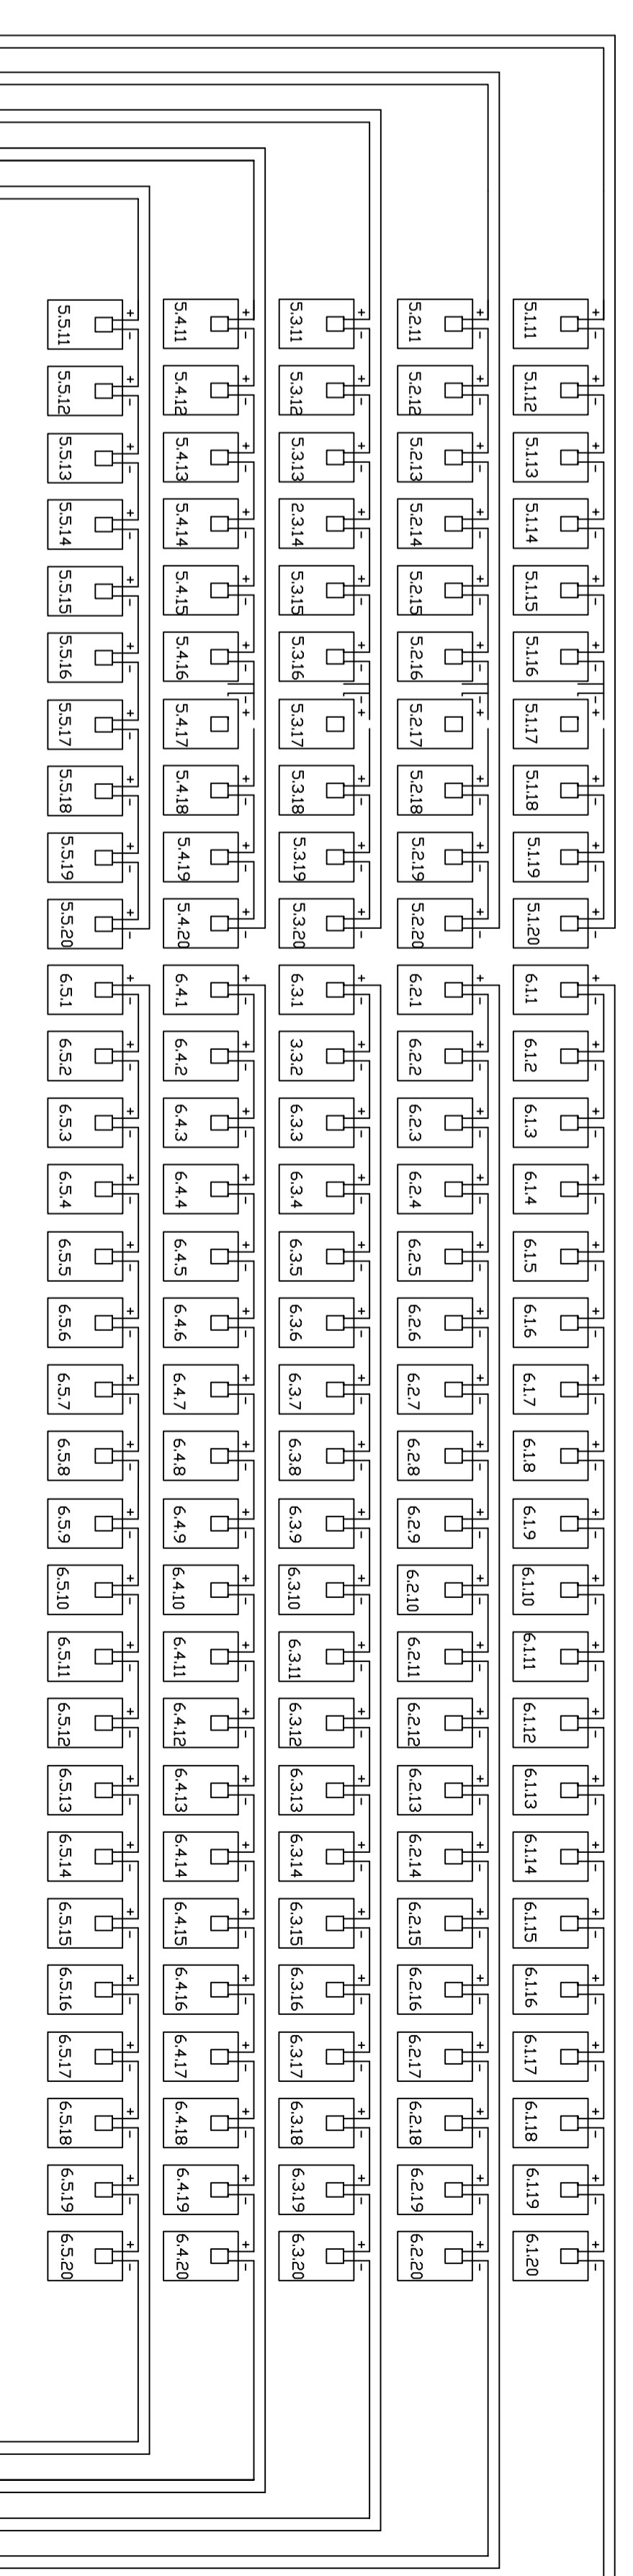 + - + - + - + - + - + - - + + - + - + - + - + - + - + - + - + - + - + - + - + - + - + - + - + - + - + - + - + - + - + -
5.1.11 5.1.12 5.1.13 5.1.14 5.1.15 5.1.16 5.1.17 5.1.18 5.1.19 5.1.20 6.1.1 6.1.2 6.1.3 6.1.4 6.1.5 6.1.6 6.1.7 6.1.8 6.1.9 6.1.10 6.1.11 6.1.12 6.1.13 6.1.14 6.1.15 6.1.16 6.1.17 6.1.18 6.1.19 6.1.20
+ - + - + - + - + - + - - + + - + - + - + - + - + - + - + - + - + - + - + - + - + - + - + - + - + - + - + - + - + - + -
5.2.11 5.2.12 5.2.13 5.2.14 5.2.15 5.2.16 5.2.17 5.2.18 5.2.19 5.2.20 6.2.1 6.2.2 6.2.3 6.2.4 6.2.5 6.2.6 6.2.7 6.2.8 6.2.9 6.2.10 6.2.11 6.2.12 6.2.13 6.2.14 6.2.15 6.2.16 6.2.17 6.2.18 6.2.19 6.2.20
+ - + - + - + - + - + - - + + - + - + - + - + - + - + - + - + - + - + - + - + - + - + - + - + - + - + - + - + - + - + -
5.3.11 5.3.12 5.3.13 2.3.14 5.3.15 5.3.16 5.3.17 5.3.18 5.3.19 5.3.20 6.3.1 3.3.2 6.3.3 6.3.4 6.3.5 6.3.6 6.3.7 6.3.8 6.3.9 6.3.10 6.3.11 6.3.12 6.3.13 6.3.14 6.3.15 6.3.16 6.3.17 6.3.18 6.3.19 6.3.20
+ - + - + - + - + - + - - + + - + - + - + - + - + - + - + - + - + - + - + - + - + - + - + - + - + - + - + - + - + - + -
5.4.11 5.4.12 5.4.13 5.4.14 5.4.15 5.4.16 5.4.17 5.4.18 5.4.19 5.4.20 6.4.1 6.4.2 6.4.3 6.4.4 6.4.5 6.4.6 6.4.7 6.4.8 6.4.9 6.4.10 6.4.11 6.4.12 6.4.13 6.4.14 6.4.15 6.4.16 6.4.17 6.4.18 6.4.19 6.4.20
+ - + - + - + - + - + - + - + - + - + - + - + - + - + - + - + - + - + - + - + - + - + - + - + - + - + - + - + - + - + -
5.5.11 5.5.12 5.5.13 5.5.14 5.5.15 5.5.16 5.5.17 5.5.18 5.5.19 5.5.20 6.5.1 6.5.2 6.5.3 6.5.4 6.5.5 6.5.6 6.5.7 6.5.8 6.5.9 6.5.10 6.5.11 6.5.12 6.5.13 6.5.14 6.5.15 6.5.16 6.5.17 6.5.18 6.5.19 6.5.20